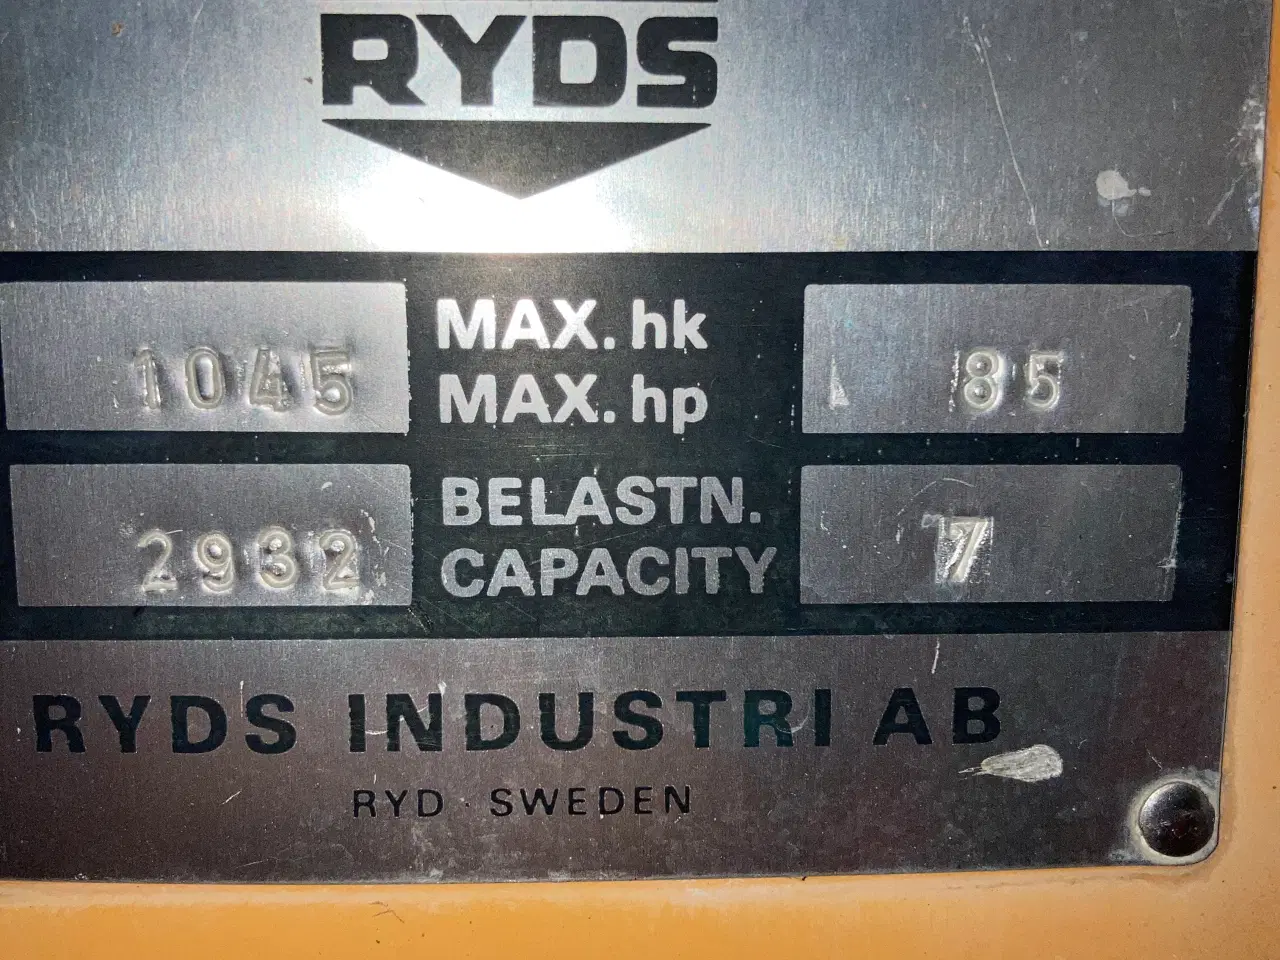 RYDS
1045 MAX. hk 85
MAX. hp
2932 BELASTN. 7
CAPACITY
RYDS INDUSTRI AB
RYD SWEDEN